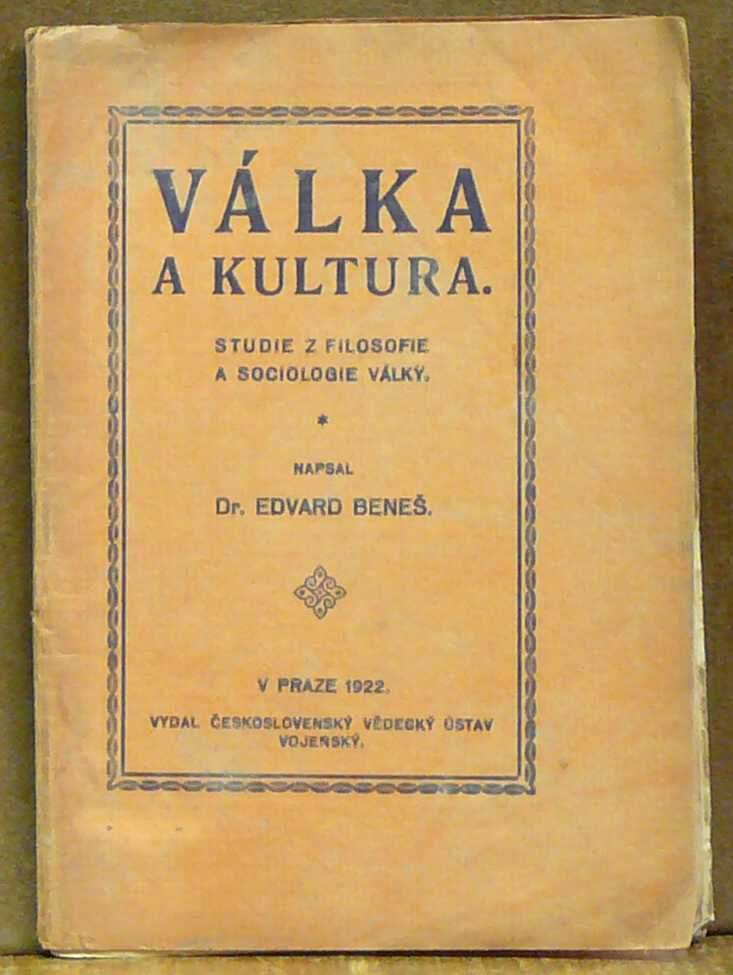 VÁLKA
A KULTURA.
STUDIE Z FILOSOFIE
A SOCIOLOGIE VÁLKY.
*
NAPSAL
Dr. EDVARD BENEŠ.
V PRAZE 1922.
VYDAL ČESKOSLOVENSKÝ VĚDECKÝ ÚSTAV
VOJENSKÝ.